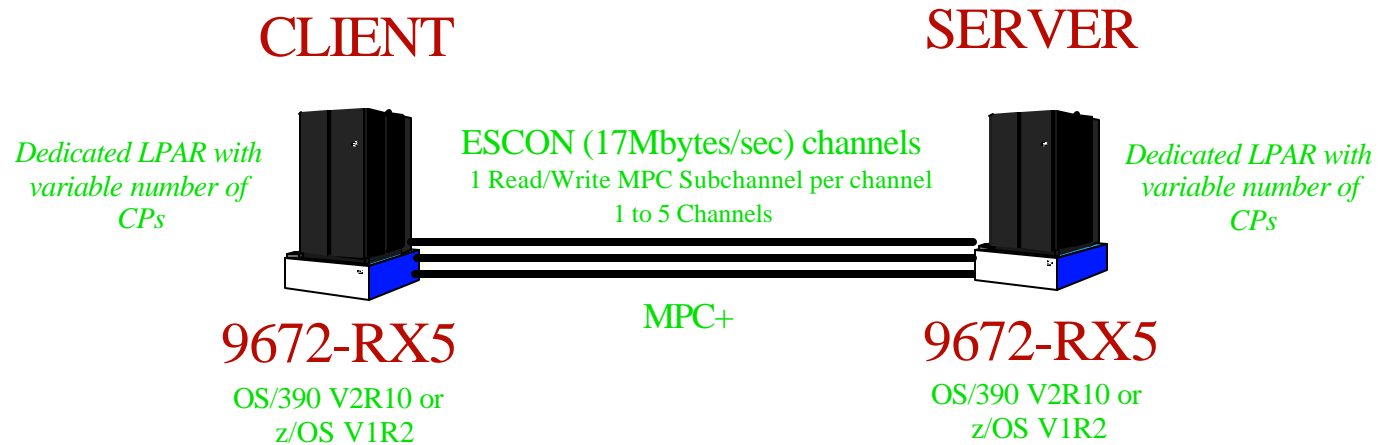 CLIENT
SERVER
Dedicated LPAR with
variable number of
CPs
ESCON (17Mbytes/sec) channels
1 Read/Write MPC Subchannel per channel
1 to 5 Channels
Dedicated LPAR with
variable number of
CPs
MPC+
9672-RX5
OS/390 V2R10 or
z/OS V1R2
9672-RX5
OS/390 V2R10 or
z/OS V1R2